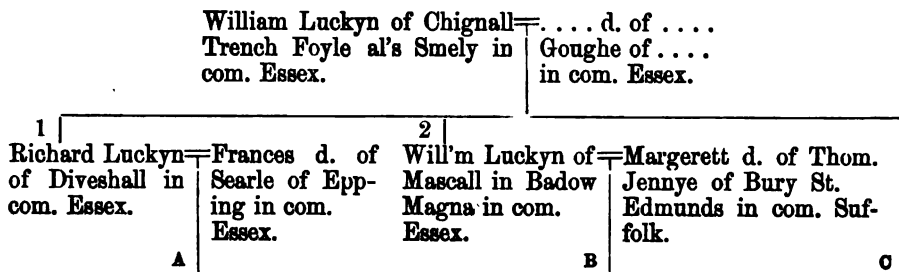 William Luckyn of Chignall=. . . . d. of . . . .
Trench Foyle al's Smely in Goughe of . . . .
com. Essex. in com. Essex.
1 2
Richard Luckyn=Frances d. of Will'm Luckyn of=Margerett d. of Thom.
of Diveshall in Searle of Epp- Mascall in Badow Jennye of Bury St.
com. Essex. ing in com. Magna in com. Edmunds in com. Suf-
Essex. Essex. folk.
A B C